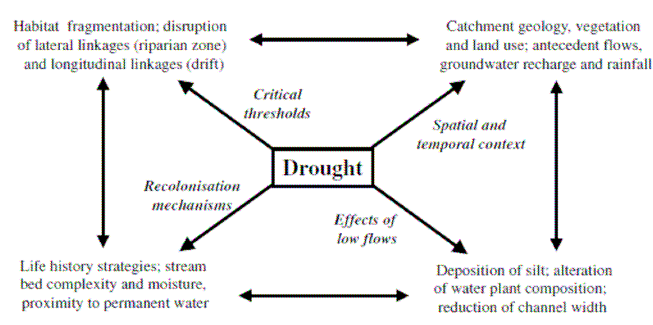 Habitat fragmentation; disruption
of lateral linkages (riparian zone)
and longitudinal linkages (drift)
Catchment geology, vegetation
and land use; antecedent flows,
groundwater recharge and rainfall
Critical
thresholds
Spatial and
temporal context
Drought
Recolonisation
mechanisms
Effects of
low flows
Life history strategies; stream
bed complexity and moisture,
proximity to permanent water
Deposition of silt; alteration
of water plant composition;
reduction of channel width